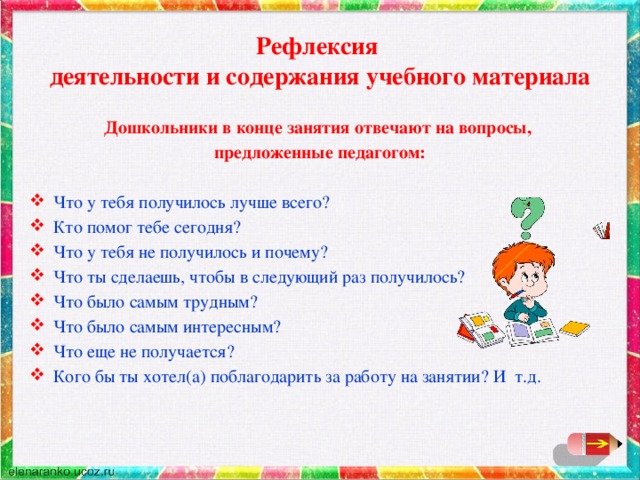 Рефлексия
деятельности и содержания учебного материала
Дошкольники в конце занятия отвечают на вопросы,
предложенные педагогом:
Что у тебя получилось лучше всего?
Кто помог тебе сегодня?
Что у тебя не получилось и почему?
Что ты сделаешь, чтобы в следующий раз получилось?
Что было самым трудным?
Что было самым интересным?
Что еще не получается?
Кого бы ты хотел(а) поблагодарить за работу на занятии? И т.д.
elenaranko.ucoz.ru